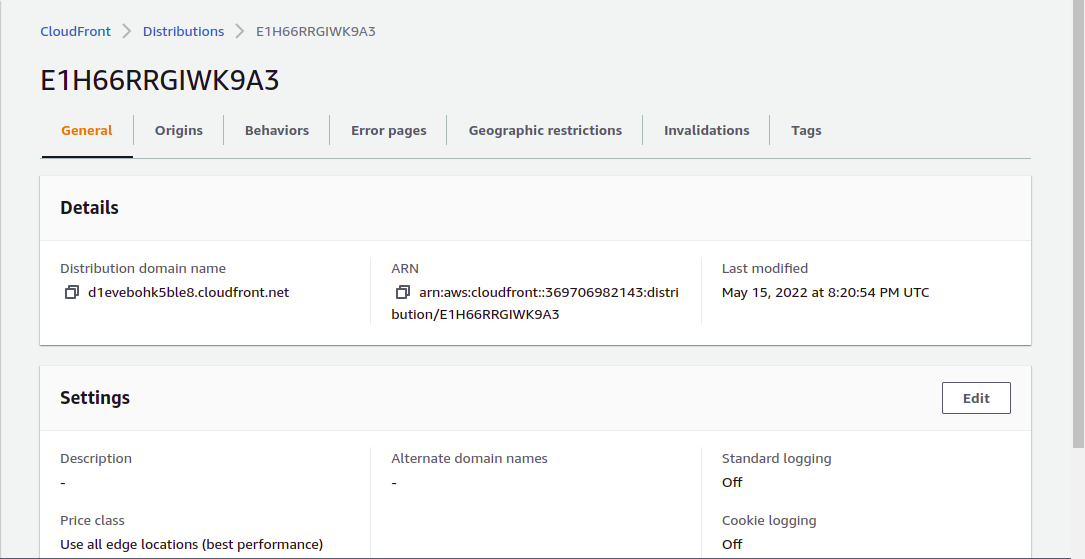 CloudFront > Distributions > E1H66RRGIWK9A3
E1H66RRGIWK9A3
General Origins Behaviors Error pages Geographic restrictions Invalidations Tags
Details
Distribution domain name
d1evebohk5ble8.cloudfront.net
ARN
arn:aws:cloudfront::369706982143:distri
bution/E1H66RRGIWK9A3
Last modified
May 15, 2022 at 8:20:54 PM UTC
Settings
Edit
Description
-
Price class
Use all edge locations (best performance)
Alternate domain names
-
Standard logging
Off
Cookie logging
Off